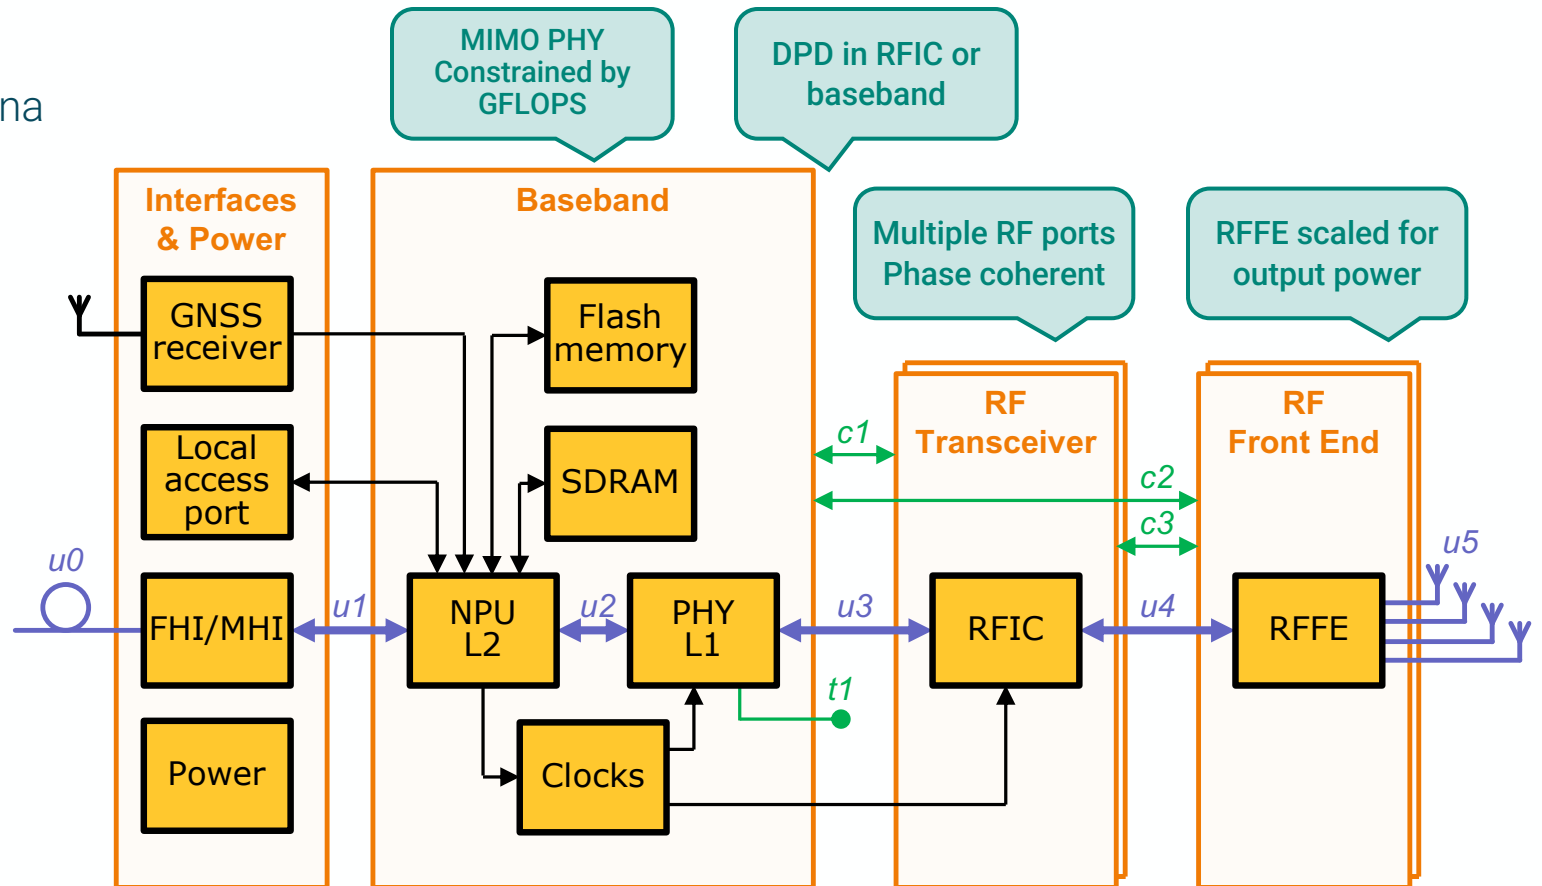 na
MIMO PHY
Constrained by
GFLOPS
DPD in RFIC or
baseband
Multiple RF ports
Phase coherent
RFFE scaled for
output power
Interfaces
& Power
GNSS
receiver
Local
access
port
u0
FHI/MHI
Power
u1
Baseband
Flash
memory
SDRAM
NPU
L2
u2
PHY
L1
Clocks
t1
u3
c1
c2
c3
RF
Transceiver
RFIC
u4
RF
Front End
RFFE
u5